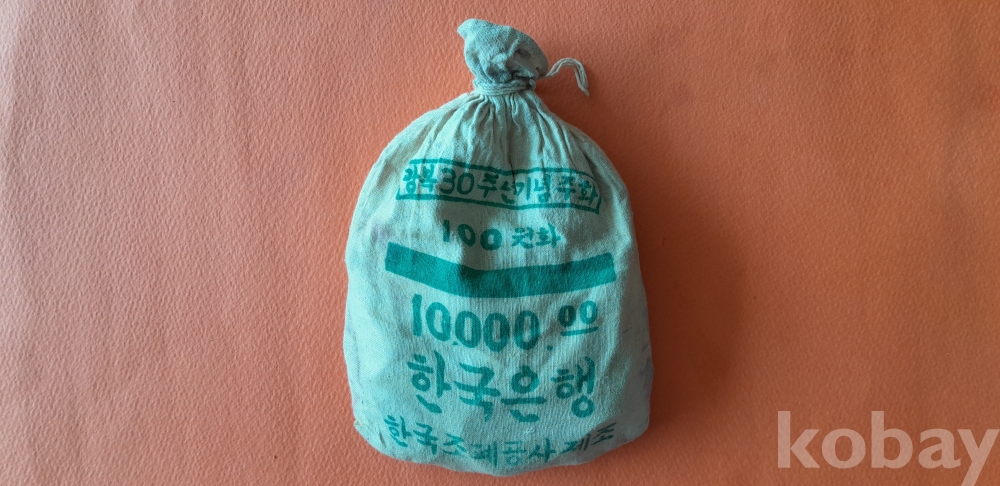 광복30주년기념주화
100원화
10,000.00
한국은행
한국조폐공사 제조
kobay